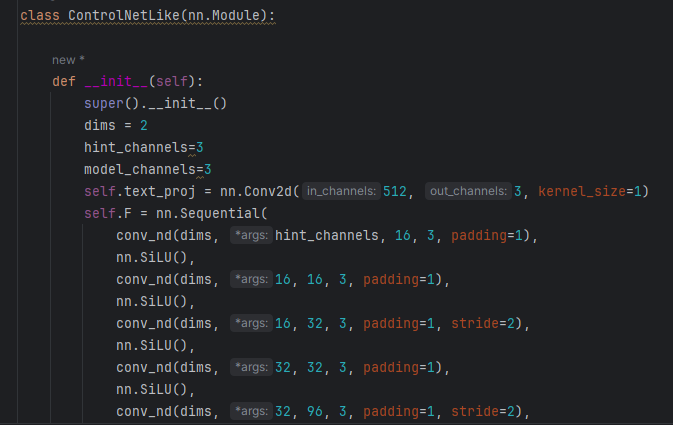 class ControlNetLike(nn.Module):
new *
def __init__(self):
super().__init__()
dims = 2
hint_channels=3
model_channels=3
self.text_proj = nn.Conv2d( in_channels: 512, out_channels: 3, kernel_size=1)
self.F = nn.Sequential(
conv_nd(dims, *args: hint_channels, 16, 3, padding=1),
nn.SiLU(),
conv_nd(dims, *args: 16, 16, 3, padding=1),
nn.SiLU(),
conv_nd(dims, *args: 16, 32, 3, padding=1, stride=2),
nn.SiLU(),
conv_nd(dims, *args: 32, 32, 3, padding=1),
nn.SiLU(),
conv_nd(dims, *args: 32, 96, 3, padding=1, stride=2),